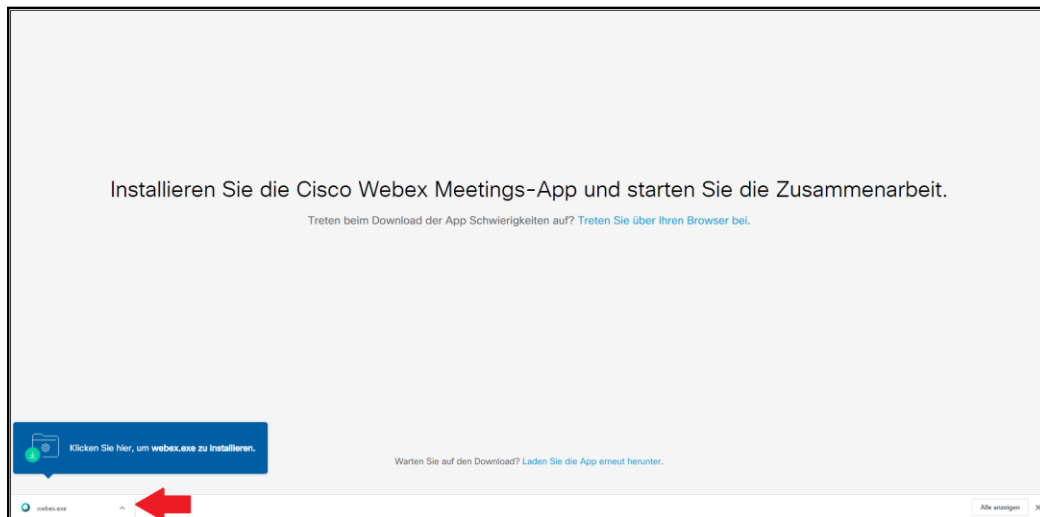 Installieren Sie die Cisco Webex Meetings-App und starten Sie die Zusammenarbeit.
Treten beim Download der App Schwierigkeiten auf? Treten Sie über Ihren Browser bei.
Klicken Sie hier, um webex.exe zu installieren.
Warten Sie auf den Download? Laden Sie die App erneut herunter.
webex.exe
Alle anzeigen